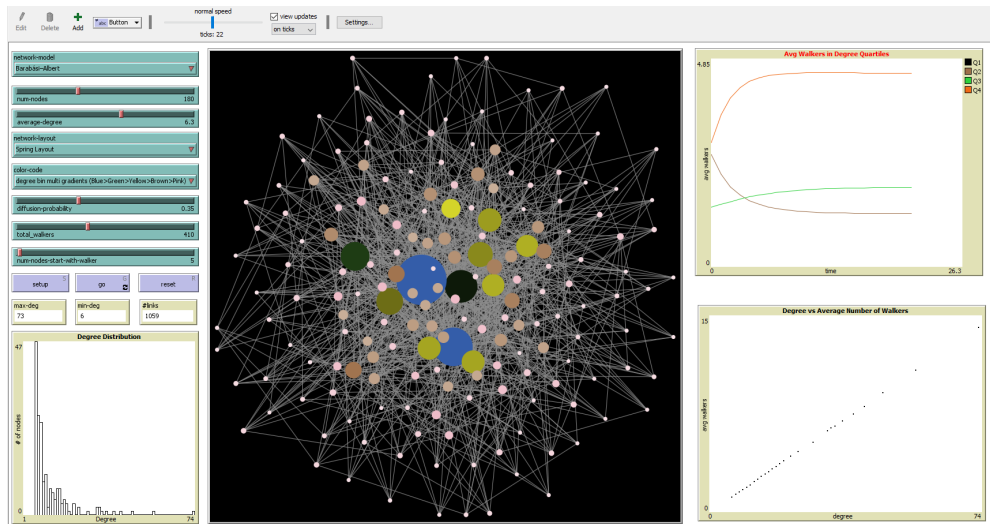 normal speed
view updates
Edit
Delete
Add
abc Button
ticks: 22
on ticks
Settings...
network-model
Barabási–Albert
num-nodes
180
average-degree
6.3
network-layout
Spring Layout
color-code
degree bin multi gradients (Blue>Green>Yellow>Brown>Pink)
diffusion-probability
0.35
total_walkers
410
num-nodes-start-with-walker
5
S
setup
G
go
R
reset
max-deg
73
min-deg
6
#links
1059
Degree Distribution
47
# of nodes
0
1
Degree
74
Avg Walkers in Degree Quartiles
4.85
avg walkers
0
0
time
26.3
Q1
Q2
Q3
Q4
Degree vs Average Number of Walkers
15
avg walkers
0
0
degree
74